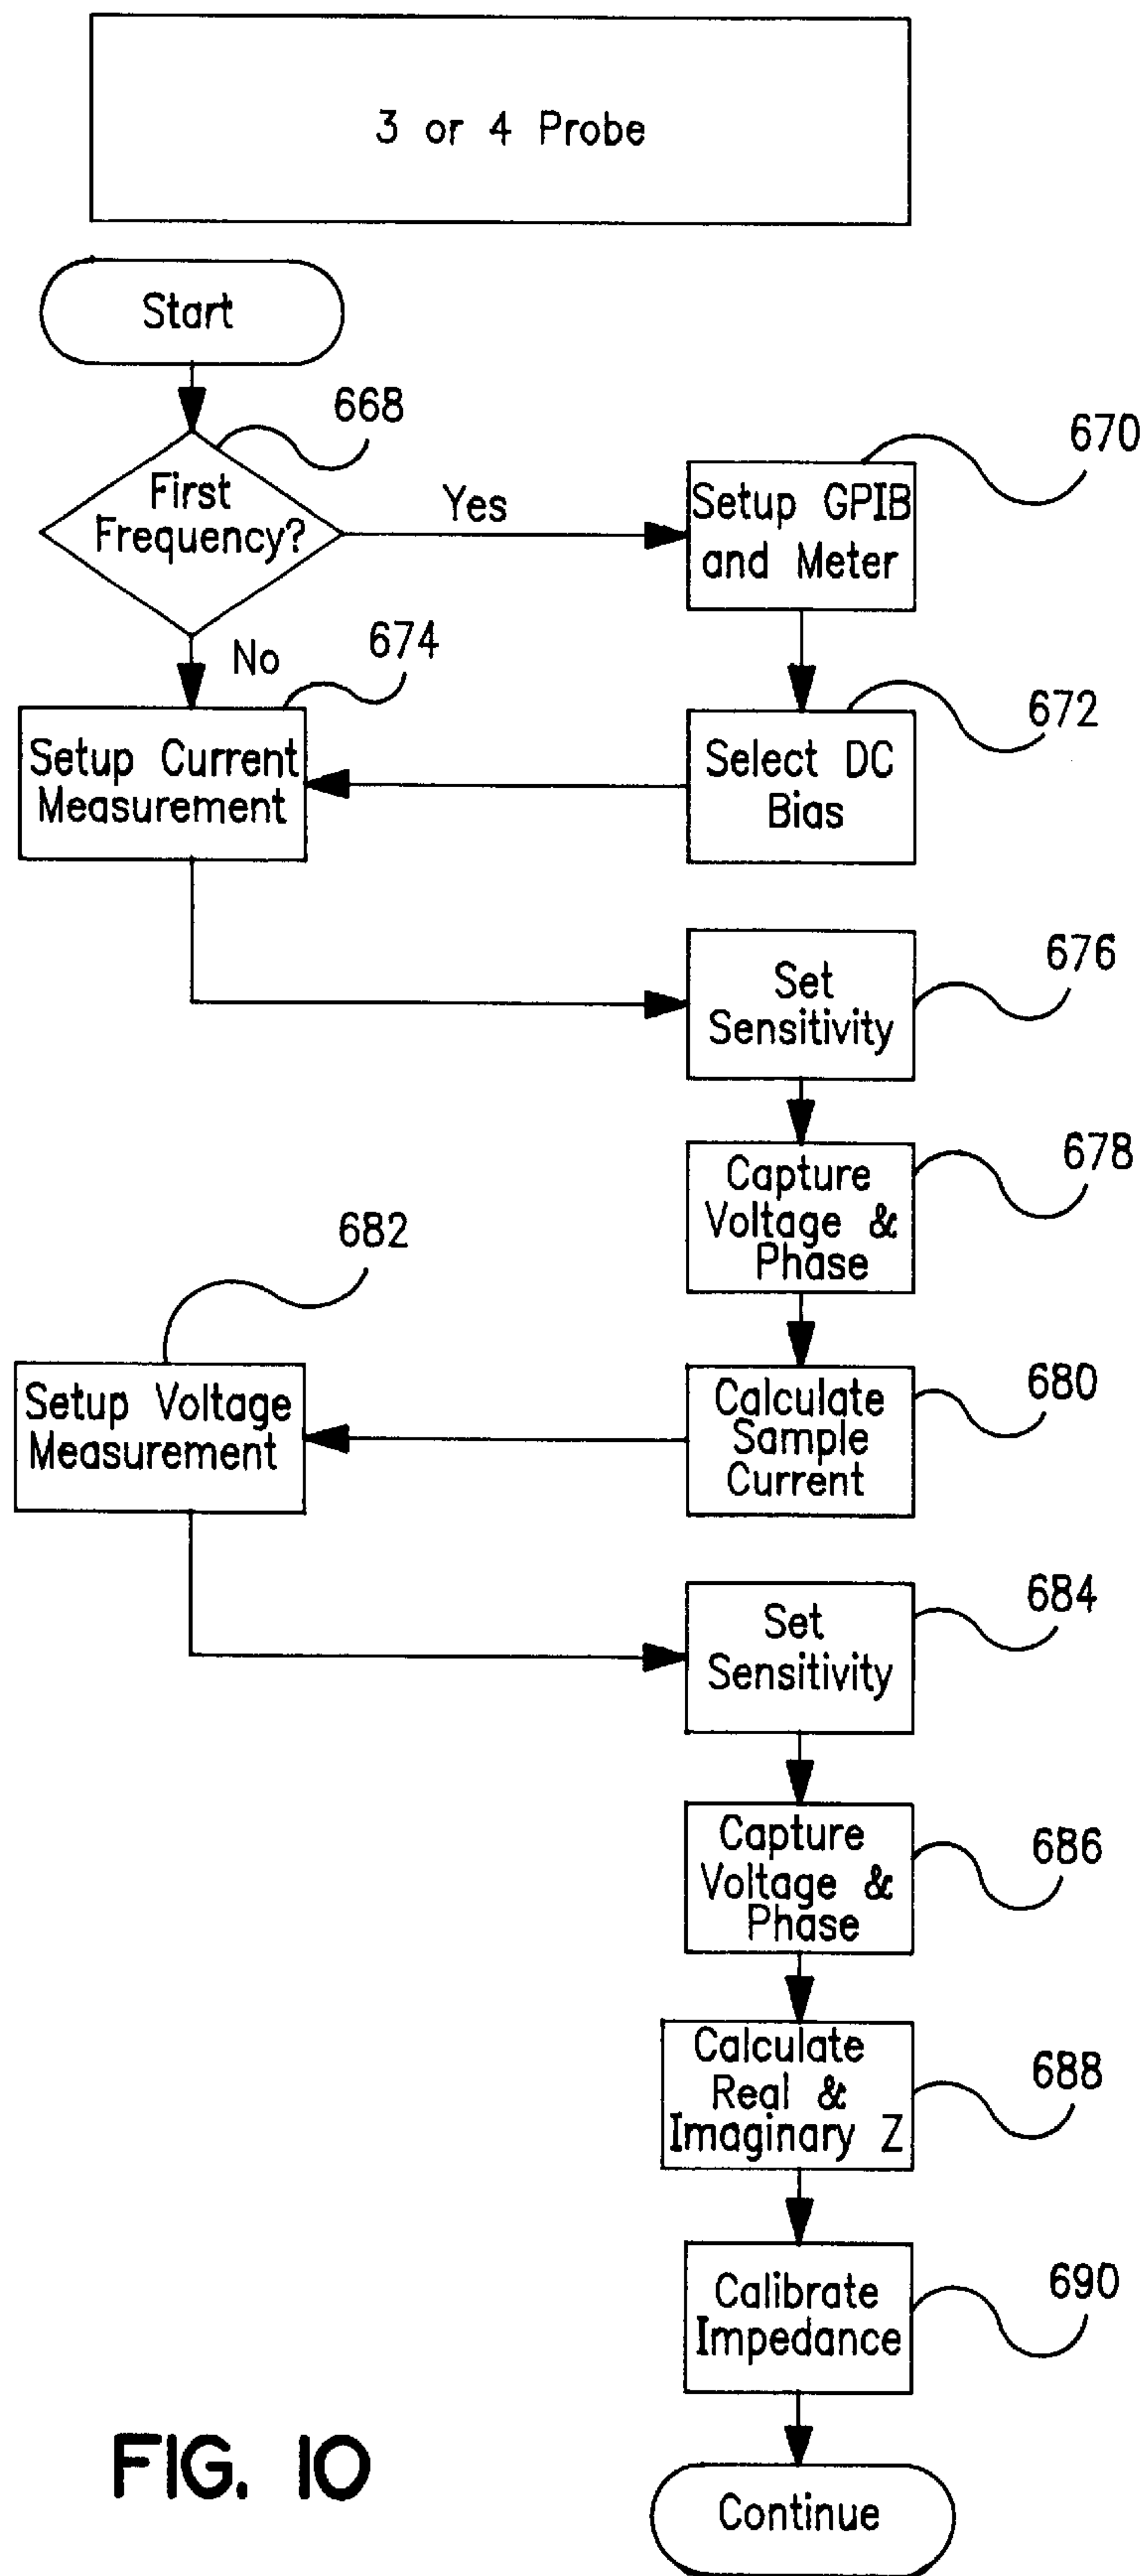 3 or 4 Probe
Start
668
First
Frequency?
Yes
670
Setup GPIB
and Meter
No
674
Setup Current
Measurement
672
Select DC
Bias
676
Set
Sensitivity
678
Capture
Voltage &
Phase
682
Setup Voltage
Measurement
680
Calculate
Sample
Current
684
Set
Sensitivity
686
Capture
Voltage &
Phase
688
Calculate
Real &
Imaginary Z
690
Calibrate
Impedance
Continue
FIG. 10